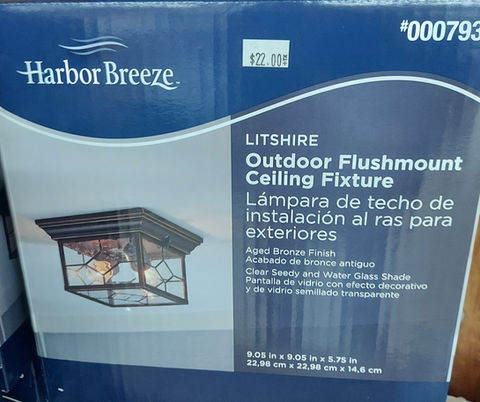 #000793
$22.00
Harbor Breeze
LITSHIRE
Outdoor Flushmount
Ceiling Fixture
Lámpara de techo de
instalación al ras para
exteriores
Aged Bronze Finish
Acabado de bronce antiguo
Clear Seedy and Water Glass Shade
Pantalla de vidrio con efecto decorativo
y de vidrio semillado transparente
9.05 in x 9.05 in x 5.75 in
22,98 cm x 22,98 cm x 14,6 cm